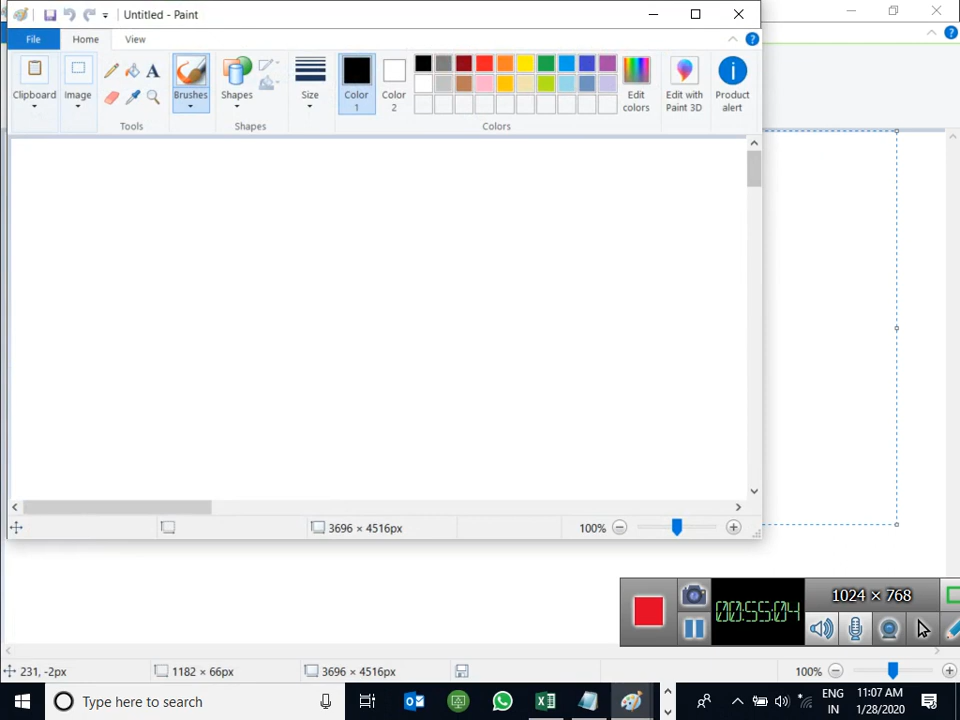 Untitled - Paint
File
Home
View
Clipboard
Image
Tools
Brushes
Shapes
Shapes
Size
Color 1
Color 2
Colors
Edit colors
Edit with Paint 3D
Product alert
3696 × 4516px
100%
1024 × 768
00:55:04
231, -2px
1182 × 66px
3696 × 4516px
100%
Type here to search
ENG
IN
11:07 AM
1/28/2020